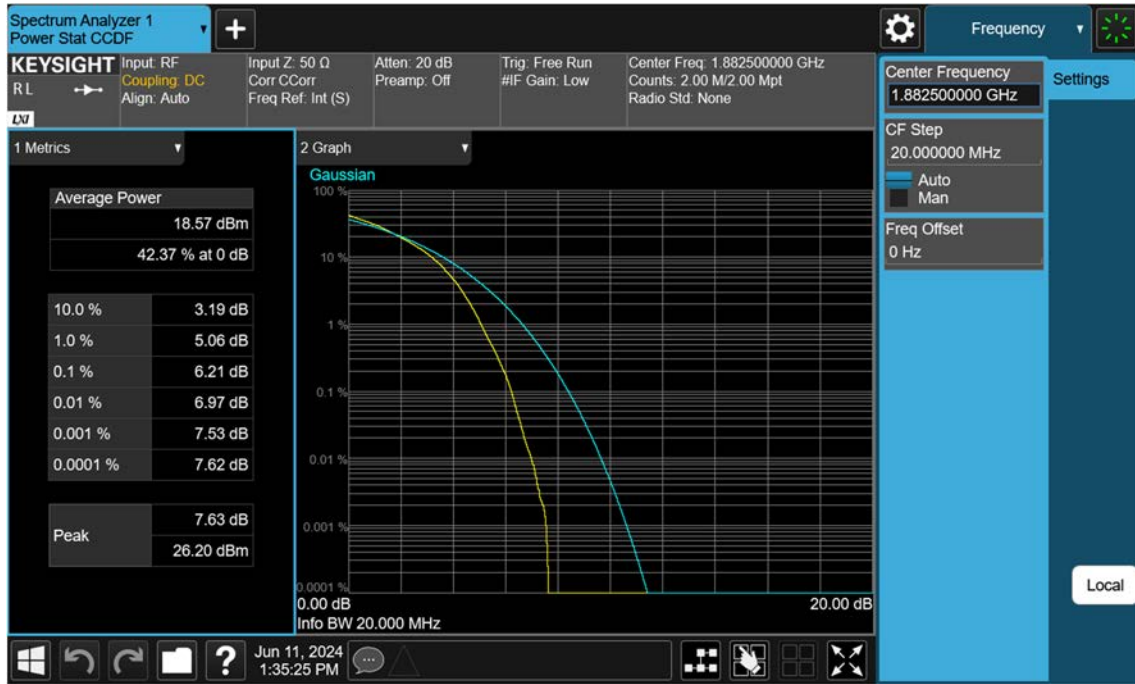 Spectrum Analyzer 1
Power Stat CCDF
+
Frequency
KEYSIGHT
RL
LXI
Input: RF
Coupling: DC
Align: Auto
Input Z: 50 Ω
Corr CCorr
Freq Ref: Int (S)
Atten: 20 dB
Preamp: Off
Trig: Free Run
#IF Gain: Low
Center Freq: 1.882500000 GHz
Counts: 2.00 M/2.00 Mpt
Radio Std: None
Center Frequency
1.882500000 GHz
Settings
CF Step
20.000000 MHz
Auto
Man
Freq Offset
0 Hz
Local
1 Metrics
Average Power
18.57 dBm
42.37 % at 0 dB
10.0 % 3.19 dB
1.0 % 5.06 dB
0.1 % 6.21 dB
0.01 % 6.97 dB
0.001 % 7.53 dB
0.0001 % 7.62 dB
Peak 7.63 dB
26.20 dBm
2 Graph
Gaussian
100 %
10 %
1 %
0.1 %
0.01 %
0.001 %
0.0001 %
0.00 dB 20.00 dB
Info BW 20.000 MHz
?
Jun 11, 2024
1:35:25 PM